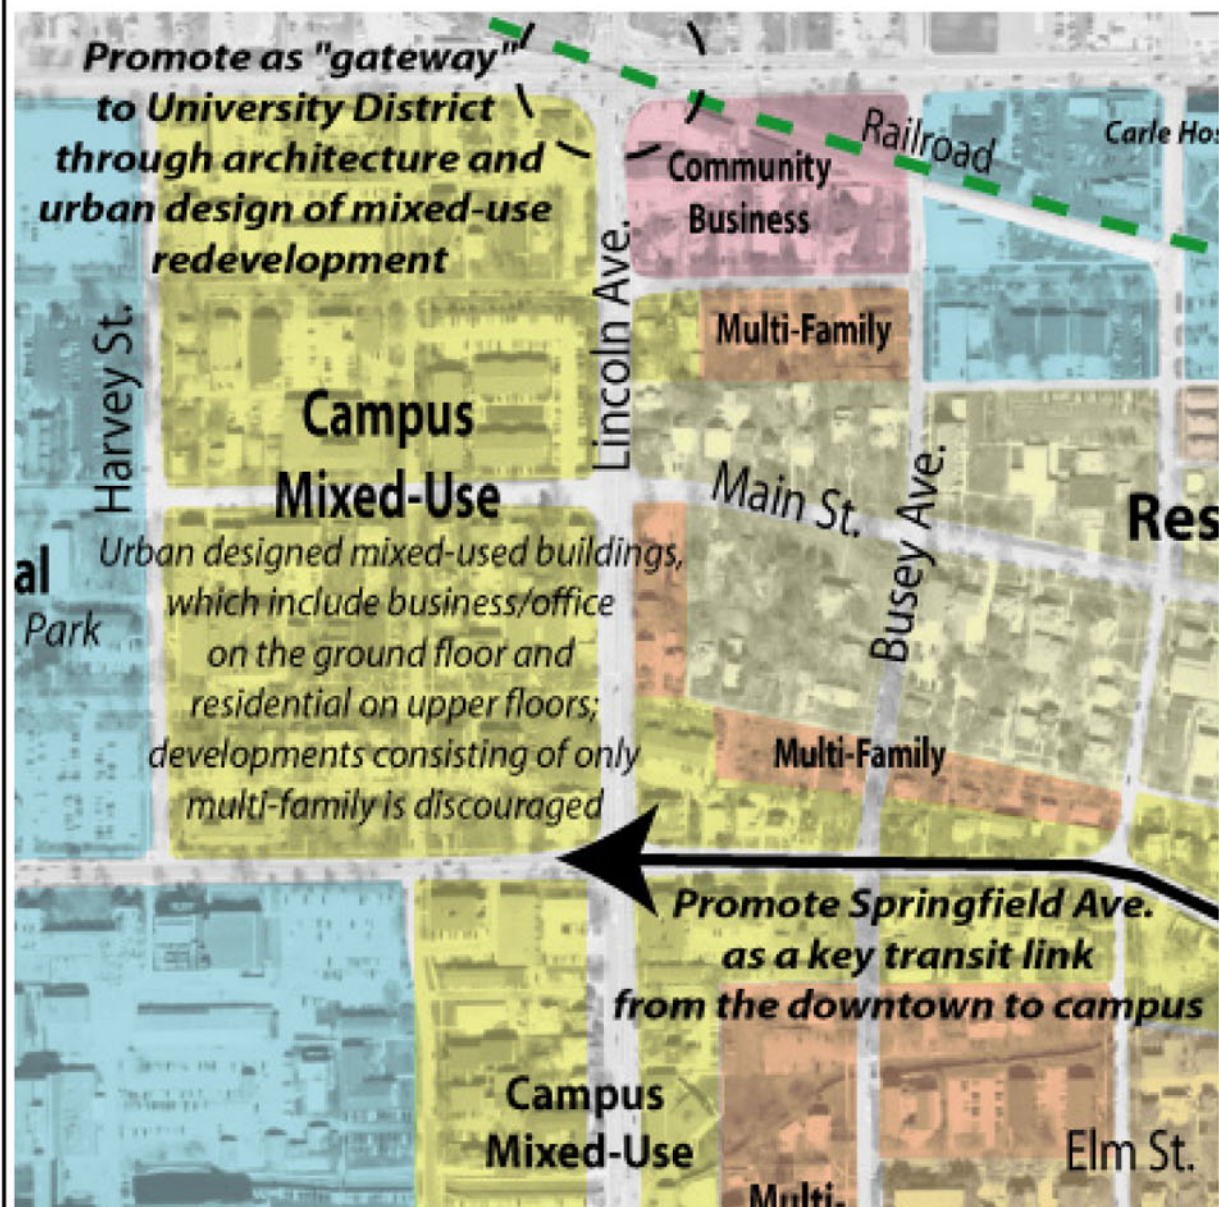 Promote as "gateway"
to University District
through architecture and
urban design of mixed-use
redevelopment
Railroad
Carle Hos
Community
Business
Lincoln Ave.
Harvey St.
Multi-Family
Campus
Mixed-Use
Main St.
Busey Ave.
Res
al
Park
Urban designed mixed-used buildings,
which include business/office
on the ground floor and
residential on upper floors;
developments consisting of only
multi-family is discouraged
Multi-Family
Promote Springfield Ave.
as a key transit link
from the downtown to campus
Campus
Mixed-Use
Elm St.
Multi-